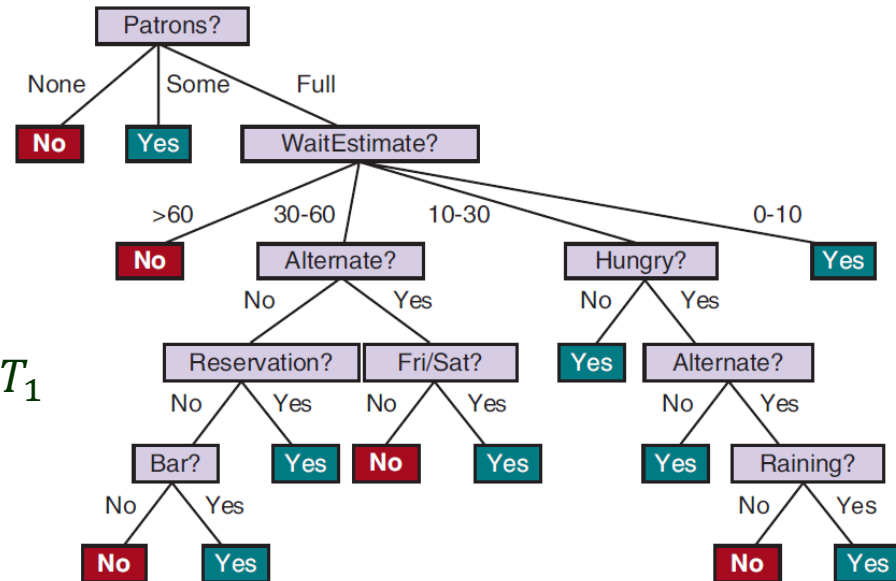 Patrons?
None Some Full
No Yes WaitEstimate?
>60 30-60 10-30 0-10
No Alternate? Hungry? Yes
No Yes No Yes
Reservation? Fri/Sat? Yes Alternate?
T₁
No Yes No Yes No Yes
Bar? Yes No Yes Yes Raining?
No Yes No Yes
No Yes No Yes